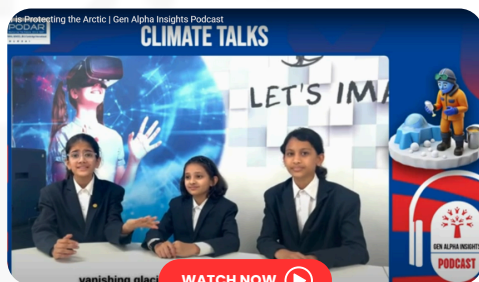 is Protecting the Arctic | Gen Alpha Insights Podcast
PODAR
CLIMATE TALKS
LET'S IMA
GEN ALPHA INSIGHTS
PODCAST
vanishing glaci
WATCH NOW